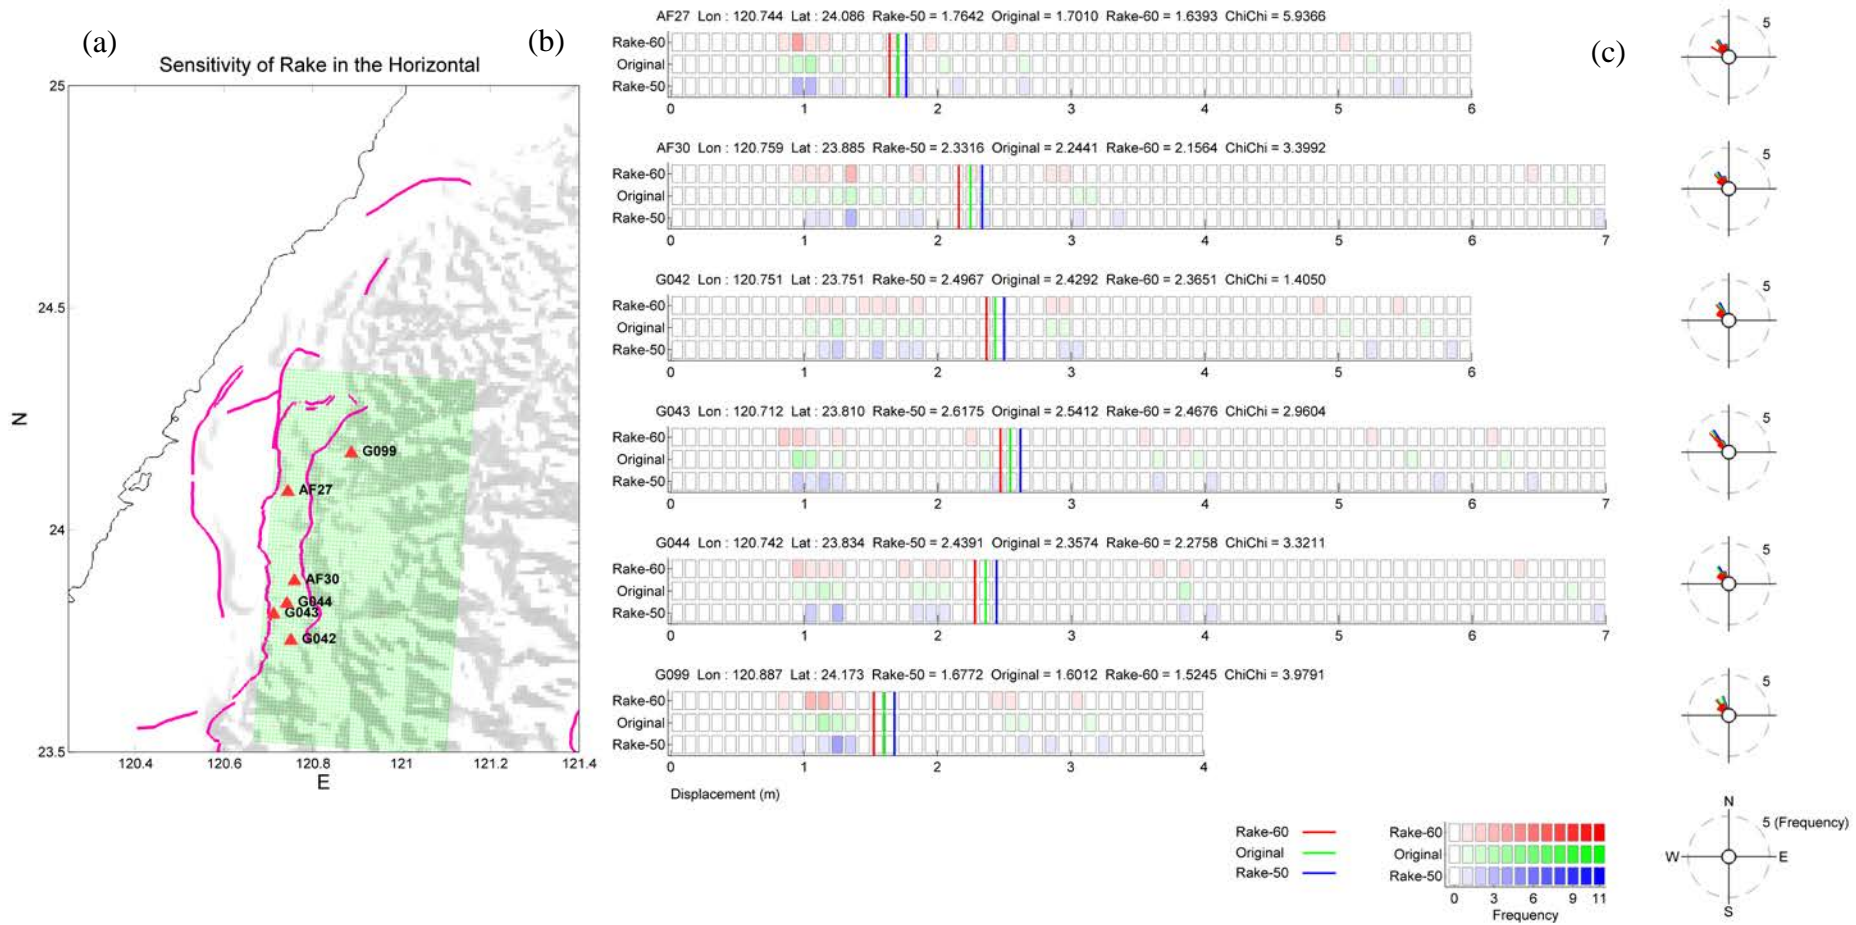 (a)
Sensitivity of Rake in the Horizontal
25
24.5
24
23.5
N
120.4 120.6 120.8 121 121.2 121.4
E
G099
AF27
AF30
G044
G043
G042
(b)
AF27 Lon : 120.744 Lat : 24.086 Rake-50 = 1.7642 Original = 1.7010 Rake-60 = 1.6393 ChiChi = 5.9366
Rake-60
Original
Rake-50
0 1 2 3 4 5 6
AF30 Lon : 120.759 Lat : 23.885 Rake-50 = 2.3316 Original = 2.2441 Rake-60 = 2.1564 ChiChi = 3.3992
Rake-60
Original
Rake-50
0 1 2 3 4 5 6 7
G042 Lon : 120.751 Lat : 23.751 Rake-50 = 2.4967 Original = 2.4292 Rake-60 = 2.3651 ChiChi = 1.4050
Rake-60
Original
Rake-50
0 1 2 3 4 5 6
G043 Lon : 120.712 Lat : 23.810 Rake-50 = 2.6175 Original = 2.5412 Rake-60 = 2.4676 ChiChi = 2.9604
Rake-60
Original
Rake-50
0 1 2 3 4 5 6 7
G044 Lon : 120.742 Lat : 23.834 Rake-50 = 2.4391 Original = 2.3574 Rake-60 = 2.2758 ChiChi = 3.3211
Rake-60
Original
Rake-50
0 1 2 3 4 5 6 7
G099 Lon : 120.887 Lat : 24.173 Rake-50 = 1.6772 Original = 1.6012 Rake-60 = 1.5245 ChiChi = 3.9791
Rake-60
Original
Rake-50
0 1 2 3 4
Displacement (m)
Rake-60
Original
Rake-50
Rake-60
Original
Rake-50
0 3 6 9 11
Frequency
(c)
5
5
5
5
5
5
N
5 (Frequency)
W E
S